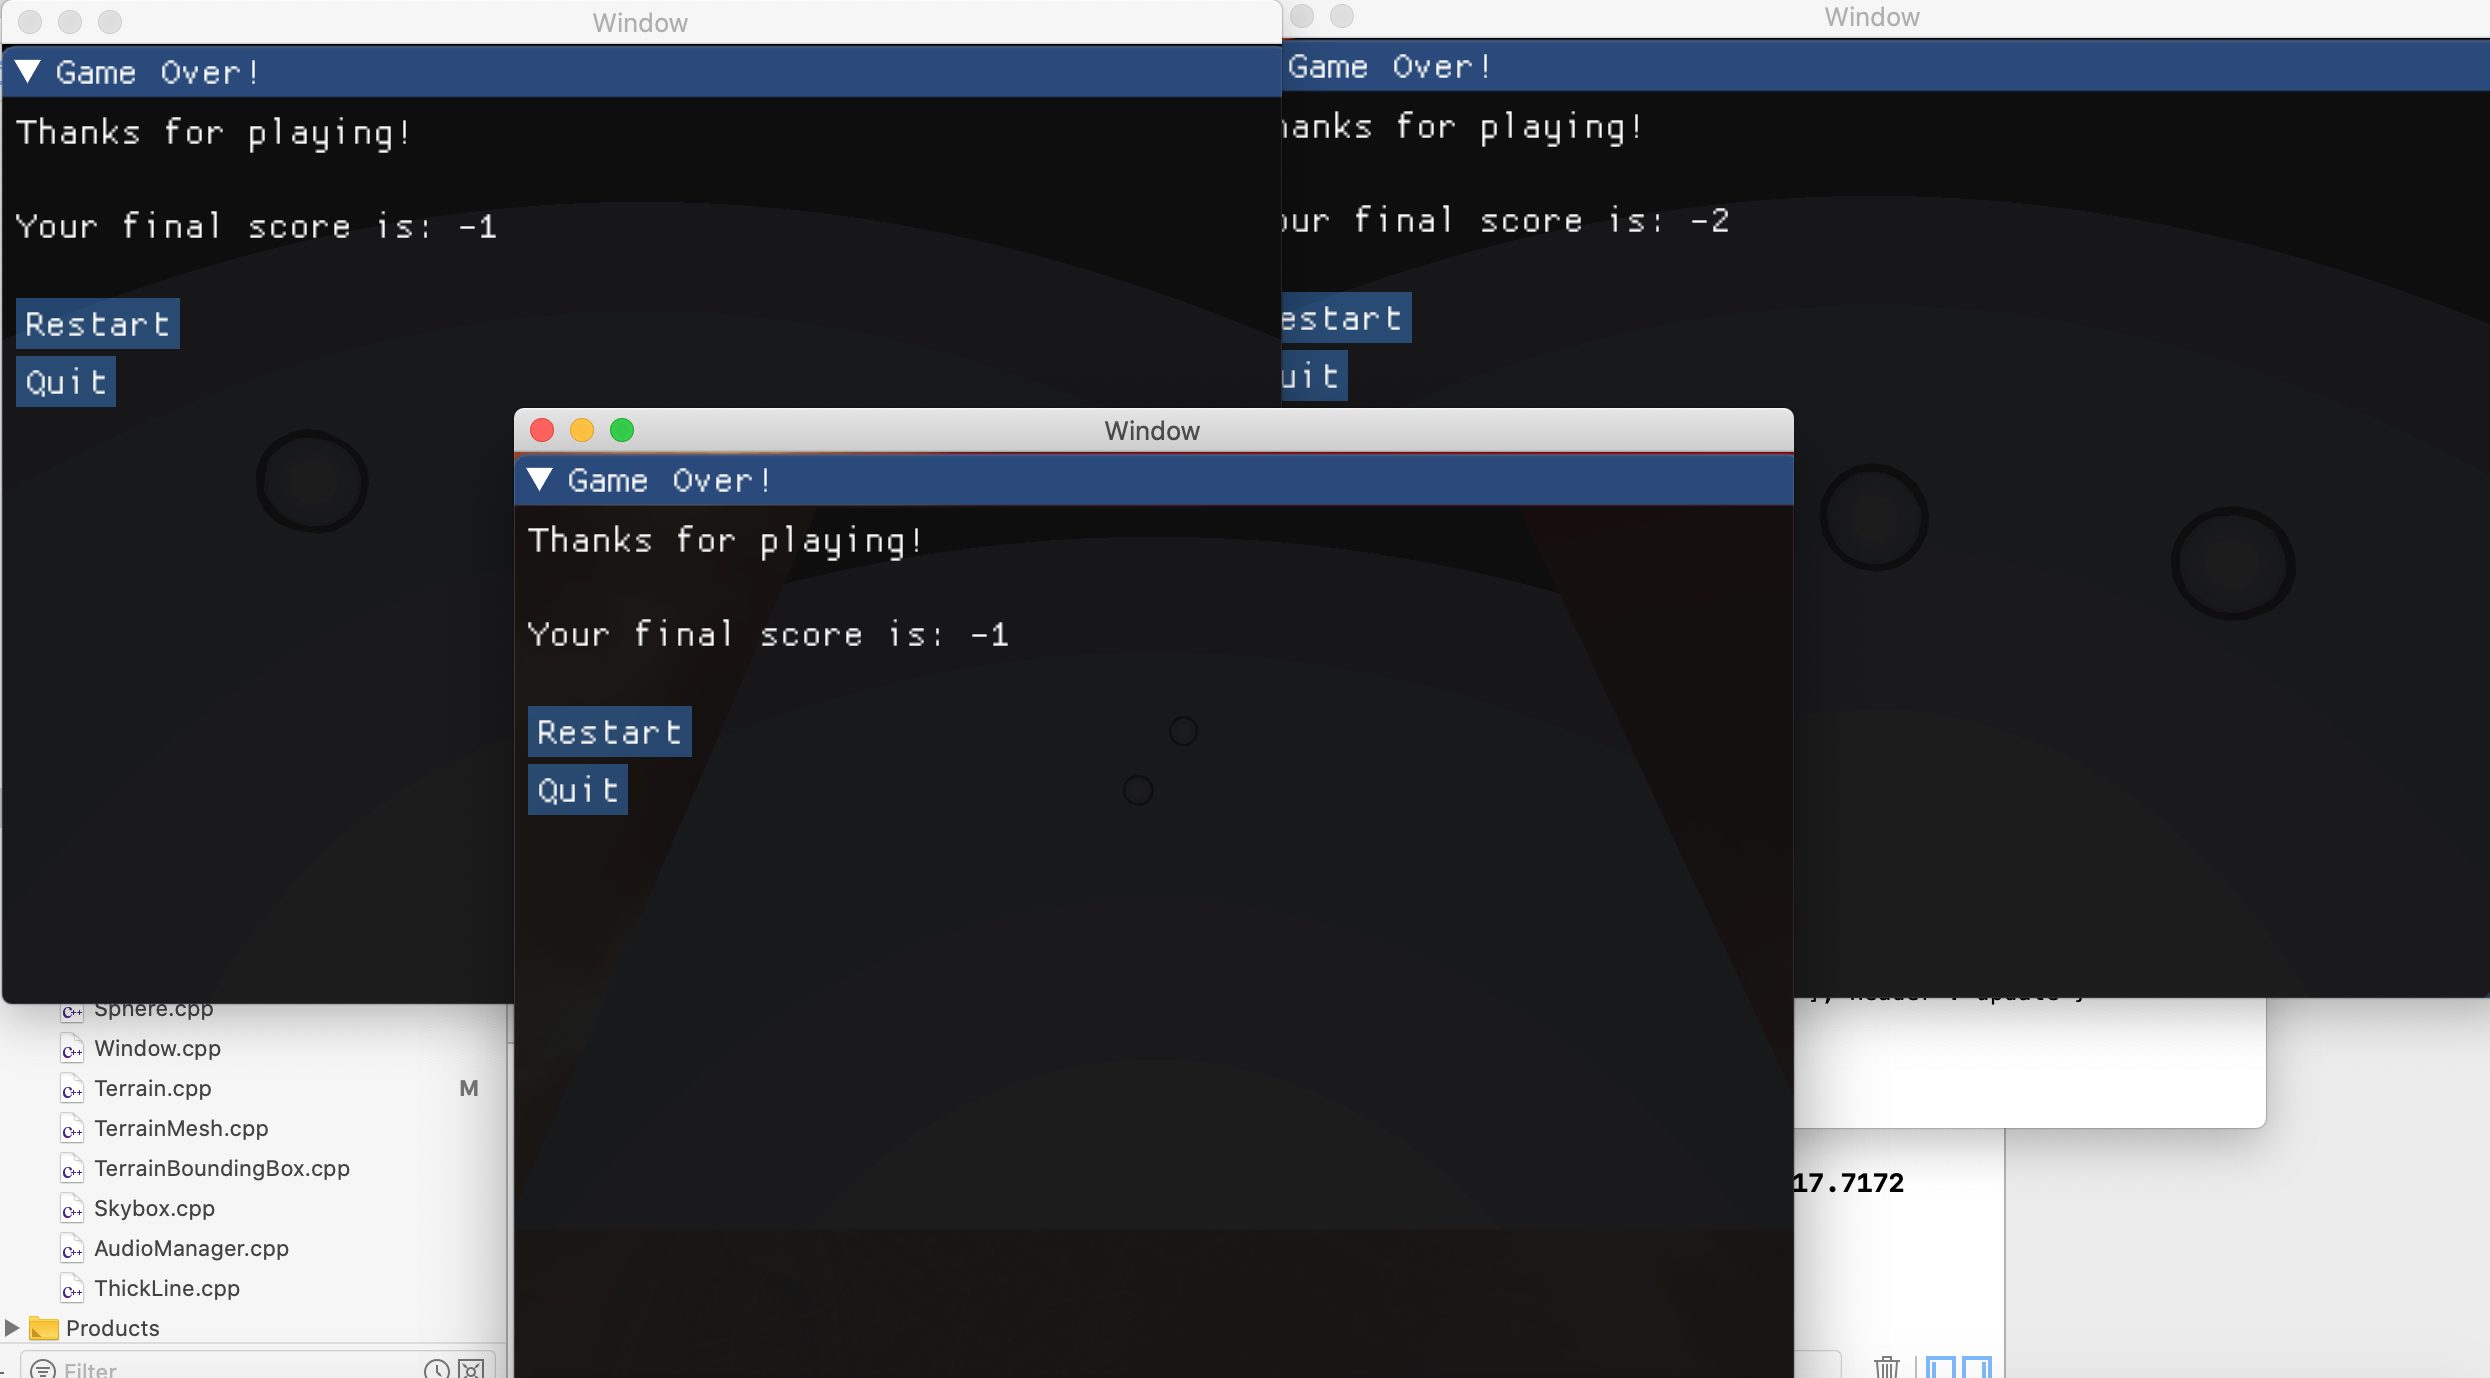 Window
Game Over!
Thanks for playing!
Your final score is: -1
Restart
Quit
Window
Game Over!
hanks for playing!
our final score is: -2
estart
uit
Window
Game Over!
Thanks for playing!
Your final score is: -1
Restart
Quit
Sphere.cpp
Window.cpp
Terrain.cpp M
TerrainMesh.cpp
TerrainBoundingBox.cpp
Skybox.cpp
AudioManager.cpp
ThickLine.cpp
Products
Filter
17.7172